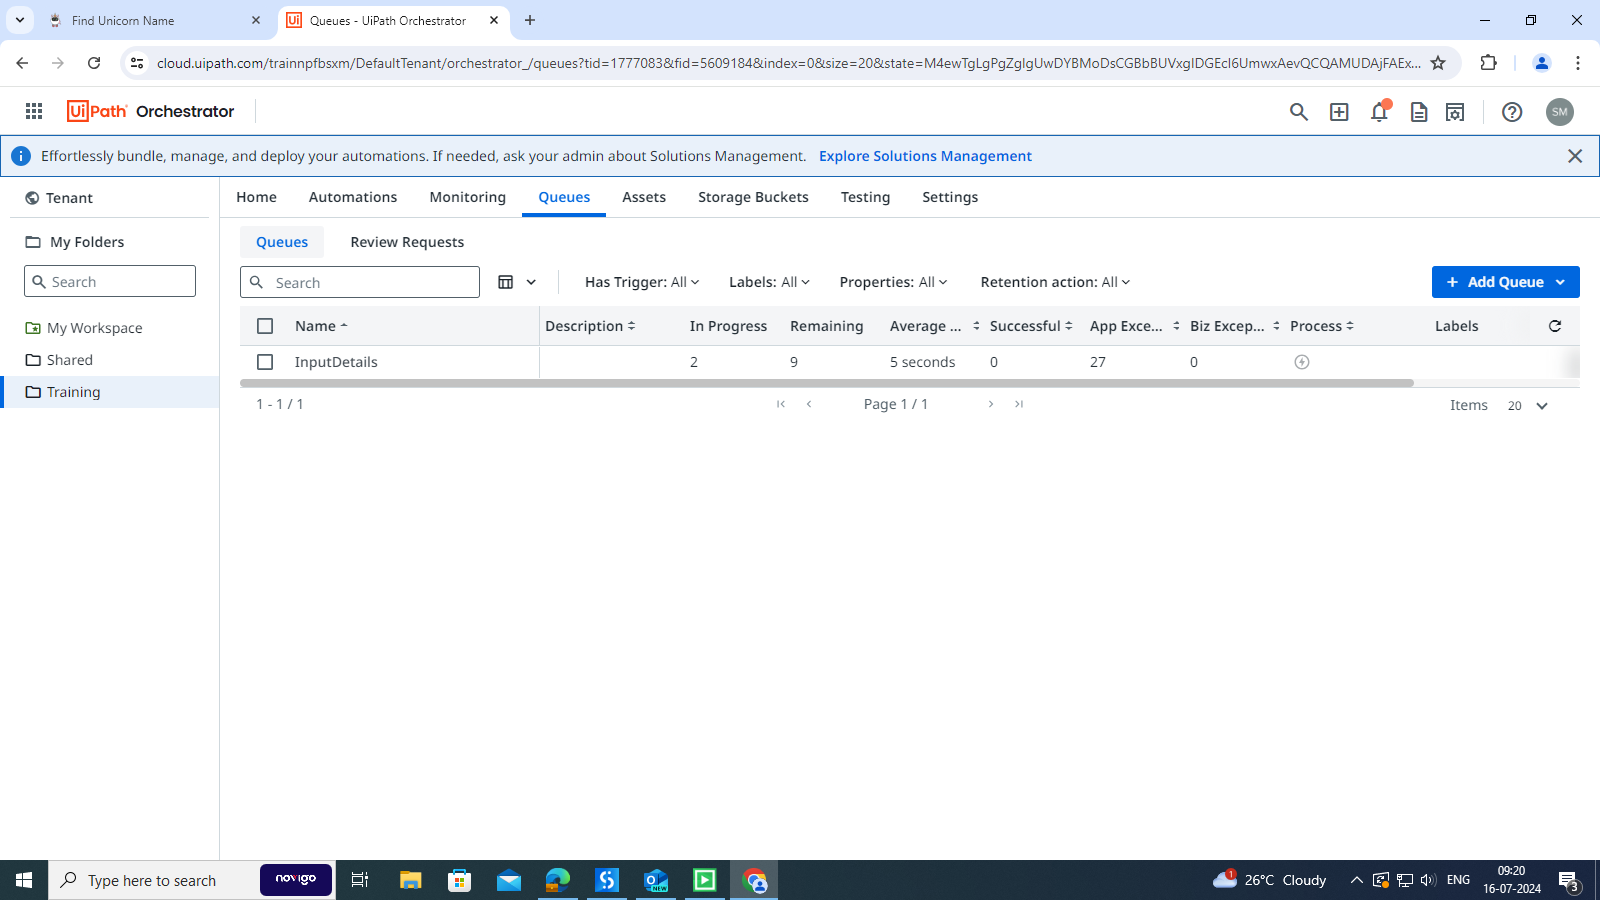 Find Unicorn Name
Queues - UiPath Orchestrator
cloud.uipath.com/trainnpfbsxm/DefaultTenant/orchestrator_/queues?tid=1777083&fid=5609184&index=0&size=20&state=
Ui Path Orchestrator
SM
Effortlessly bundle, manage, and deploy your automations. If needed, ask your admin about Solutions Management. Explore Solutions Management
Tenant
Home Automations Monitoring Queues Assets Storage Buckets Testing Settings
My Folders
Search
My Workspace
Shared
Training
Queues Review Requests
Search
Has Trigger: All Labels: All Properties: All Retention action: All
+ Add Queue
Name Description In Progress Remaining Average ... Successful App Exce... Biz Excep... Process Labels
InputDetails 2 9 5 seconds 0 27 0
1 - 1 / 1 Page 1 / 1 Items 20
Type here to search
novigo
NEW
1
26°C Cloudy
ENG
09:20
16-07-2024
3